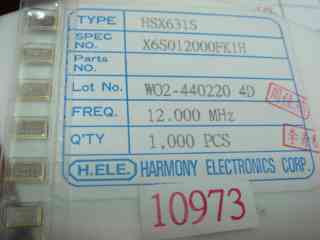 TYPE HSX631S
SPEC NO. X6S012000FK1H
Parts NO.
Lot No. WO2-440220 4D
FREQ. 12.000 MHz
Q'TY 1,000 PCS
H.ELE. HARMONY ELECTRONICS CORP.
10973